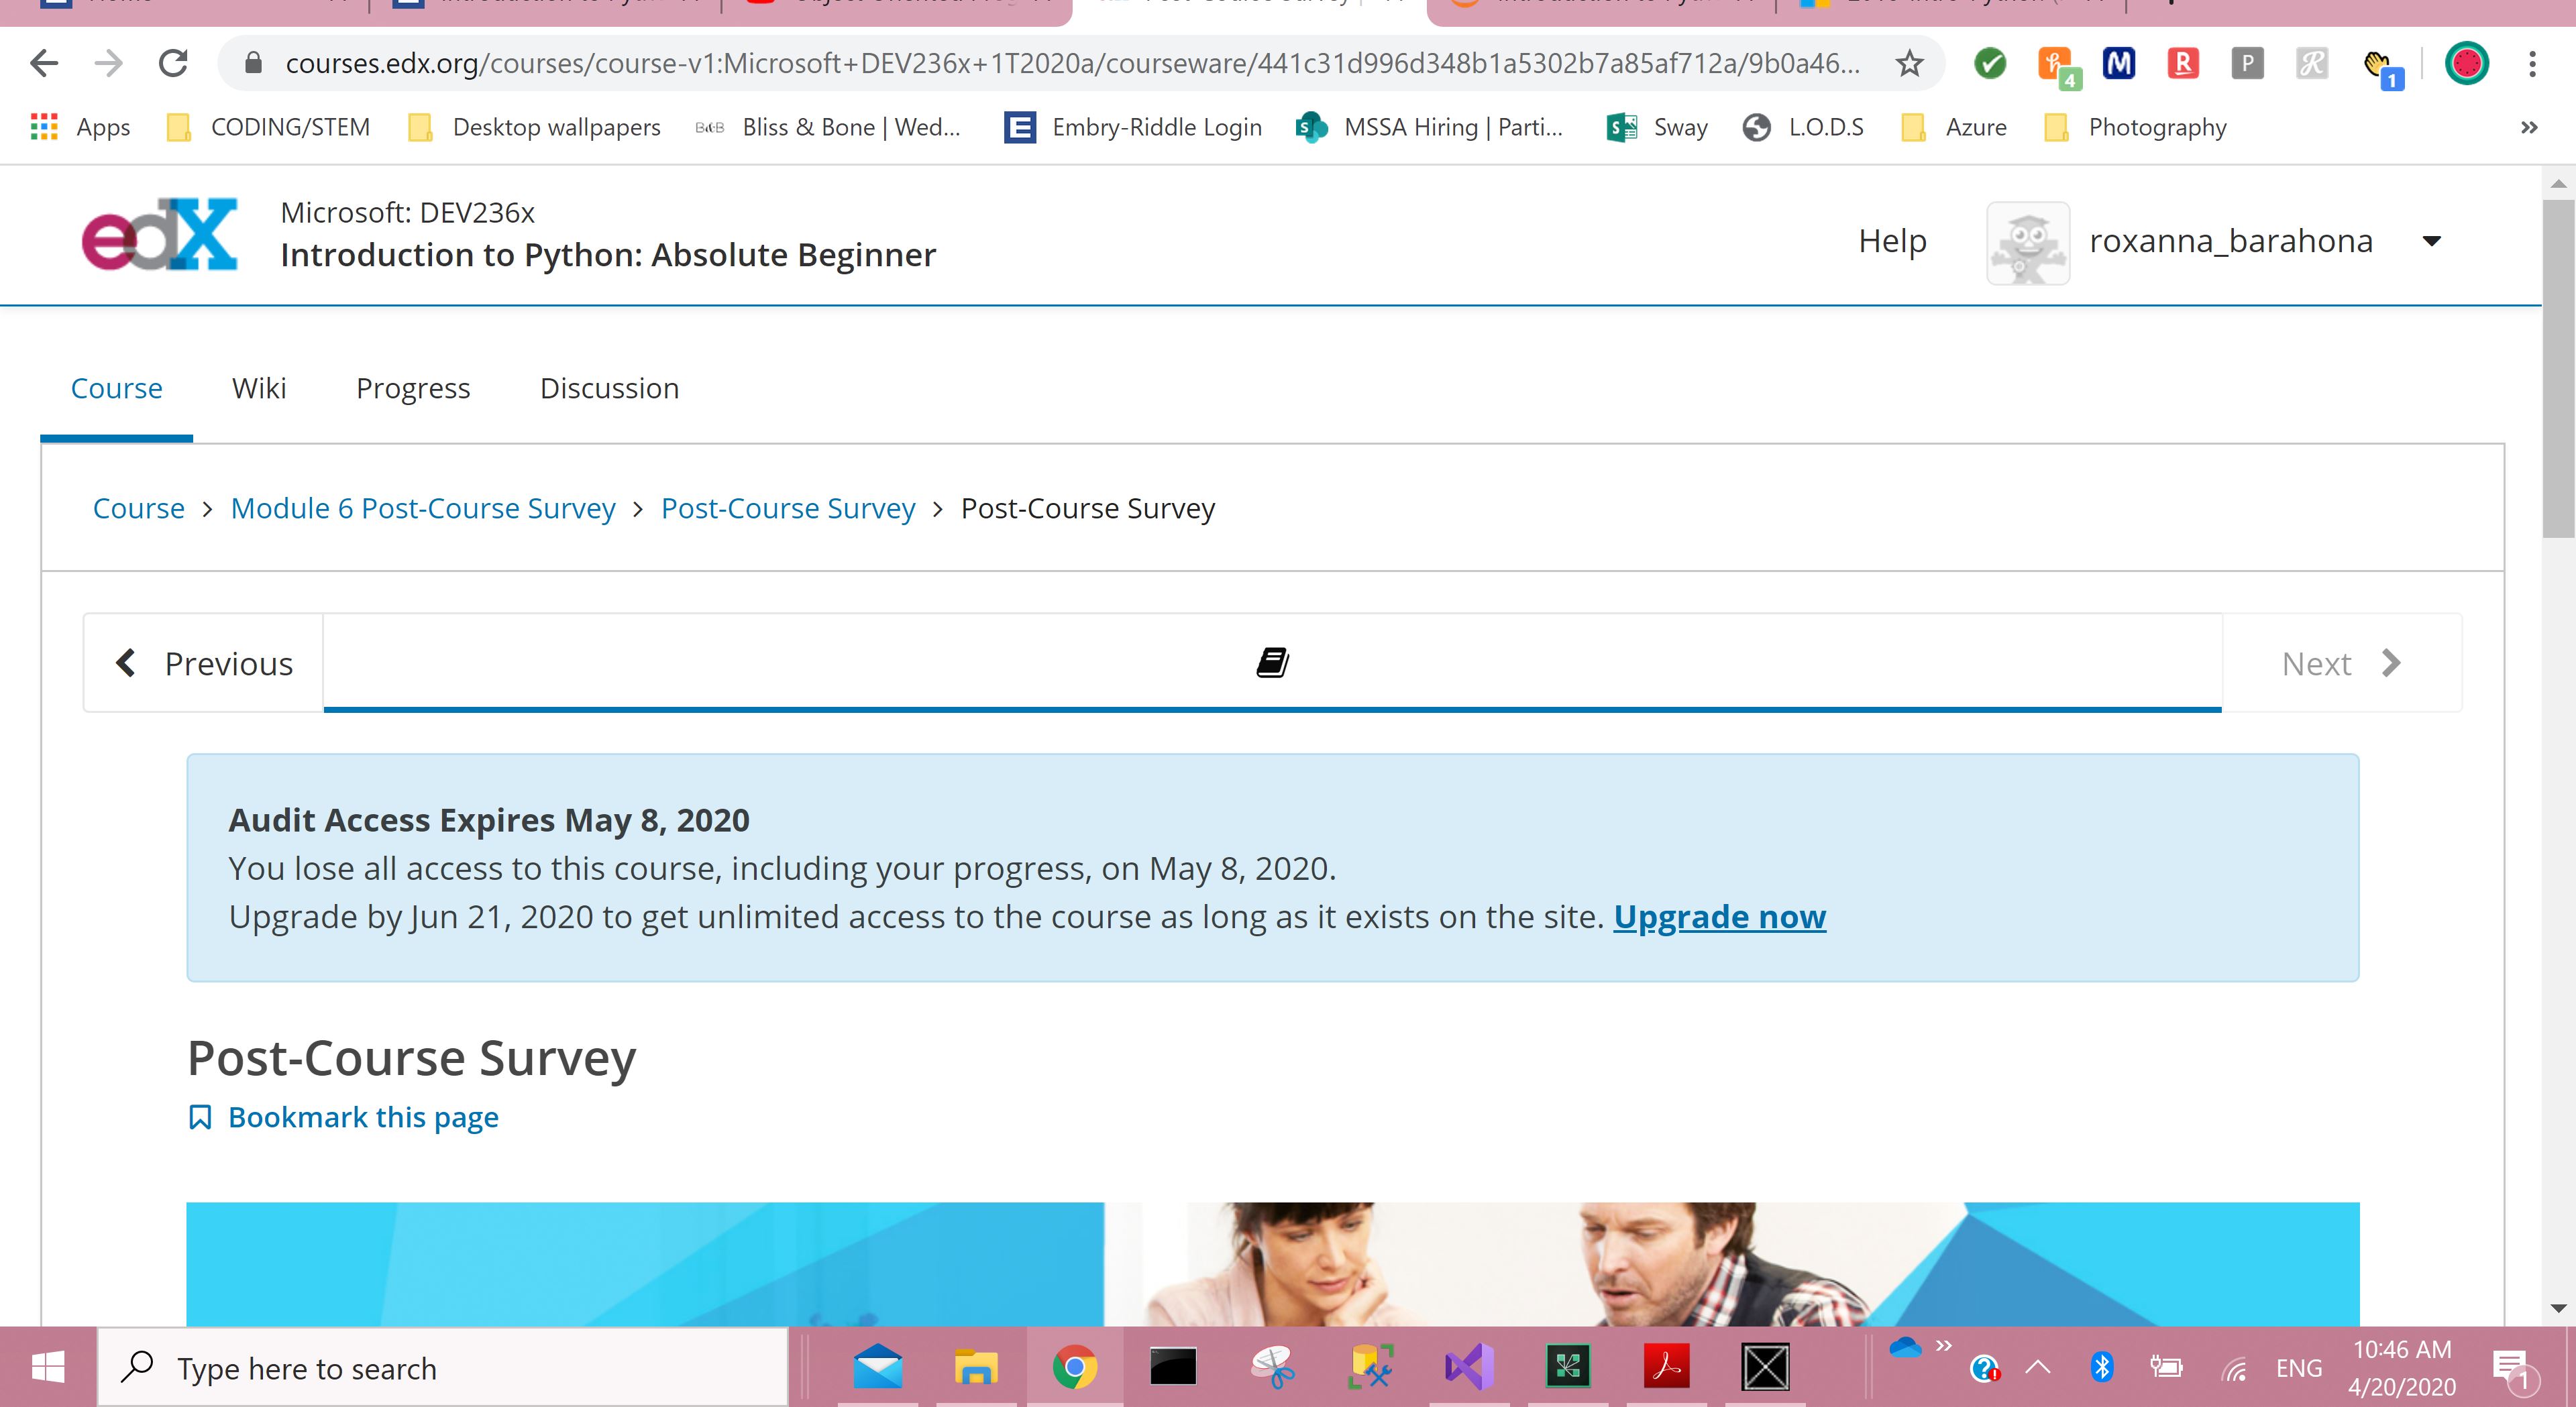 courses.edx.org/courses/course-v1:Microsoft+DEV236x+1T2020a/courseware/441c31d996d348b1a5302b7a85af712a/9b0a46...
4
M
R
P
R
1
Apps
CODING/STEM
Desktop wallpapers
B&B
Bliss & Bone | Wed...
E
Embry-Riddle Login
S
MSSA Hiring | Parti...
S
Sway
L.O.D.S
Azure
Photography
edX
Microsoft: DEV236x
Introduction to Python: Absolute Beginner
Help
roxanna_barahona
Course
Wiki
Progress
Discussion
Course > Module 6 Post-Course Survey > Post-Course Survey > Post-Course Survey
Previous
Next
Audit Access Expires May 8, 2020
You lose all access to this course, including your progress, on May 8, 2020.
Upgrade by Jun 21, 2020 to get unlimited access to the course as long as it exists on the site. Upgrade now
Post-Course Survey
Bookmark this page
Type here to search
ENG
10:46 AM
4/20/2020
1